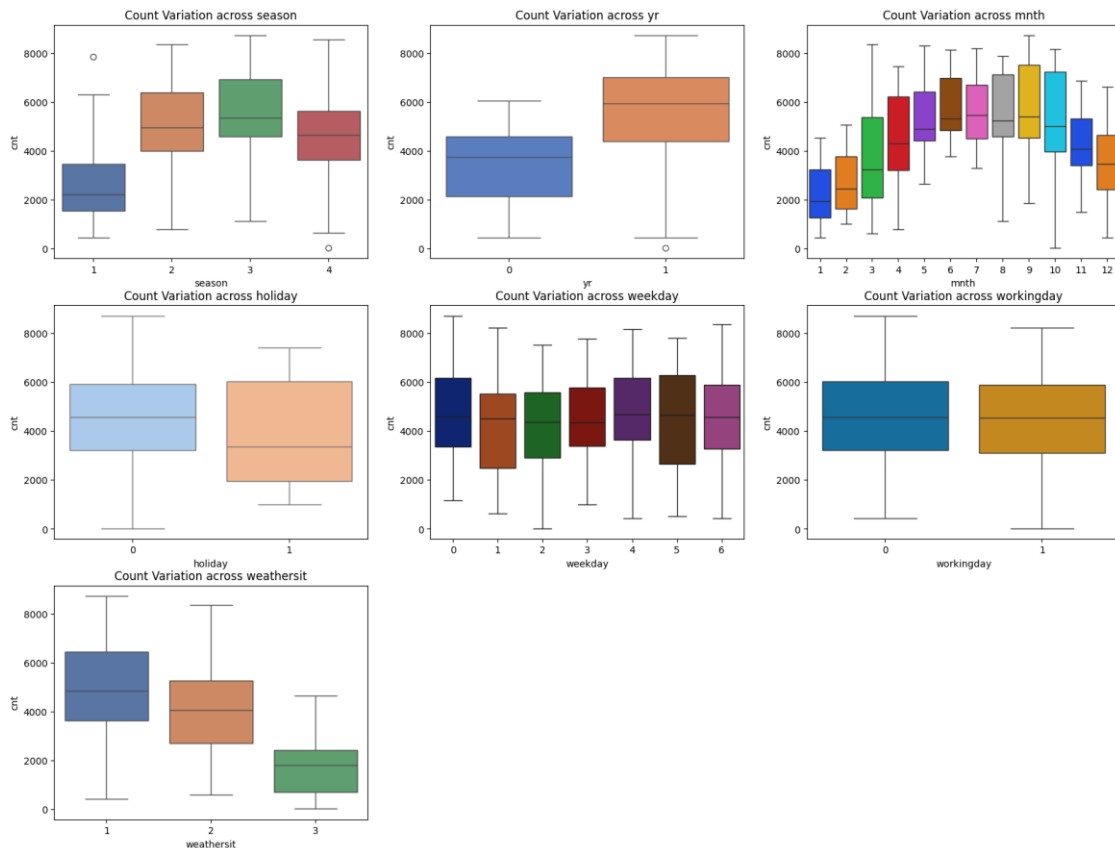 Count Variation across season
cnt
8000
6000
4000
2000
0
1 2 3 4
season
Count Variation across yr
cnt
8000
6000
4000
2000
0
0 1
yr
Count Variation across mnth
cnt
8000
6000
4000
2000
0
1 2 3 4 5 6 7 8 9 10 11 12
mnth
Count Variation across holiday
cnt
8000
6000
4000
2000
0
0 1
holiday
Count Variation across weekday
cnt
8000
6000
4000
2000
0
0 1 2 3 4 5 6
weekday
Count Variation across workingday
cnt
8000
6000
4000
2000
0
0 1
workingday
Count Variation across weathersit
cnt
8000
6000
4000
2000
0
1 2 3
weathersit